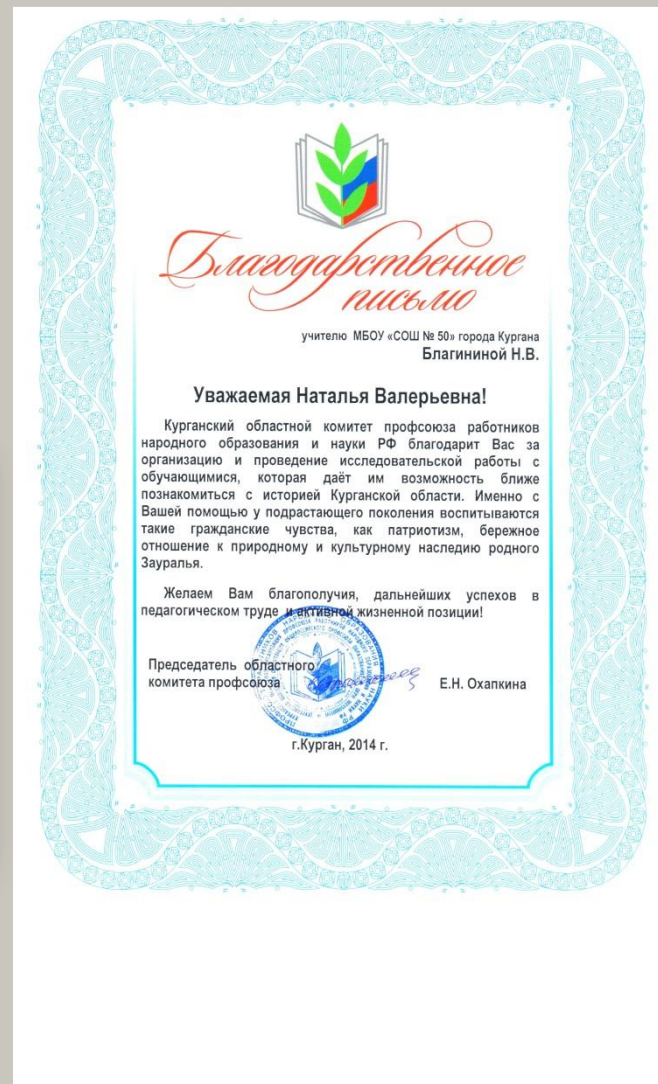 Благодарственное
письмо
учителю МБОУ «СОШ № 50» города Кургана
Благининой Н.В.
Уважаемая Наталья Валерьевна!
Курганский областной комитет профсоюза работников
народного образования и науки РФ благодарит Вас за
организацию и проведение исследовательской работы с
обучающимися, которая даёт им возможность ближе
познакомиться с историей Курганской области. Именно с
Вашей помощью у подрастающего поколения воспитываются
такие гражданские чувства, как патриотизм, бережное
отношение к природному и культурному наследию родного
Зауралья.
Желаем Вам благополучия, дальнейших успехов в
педагогическом труде и активной жизненной позиции!
Председатель областного
комитета профсоюза Е.Н. Охапкина
г.Курган, 2014 г.